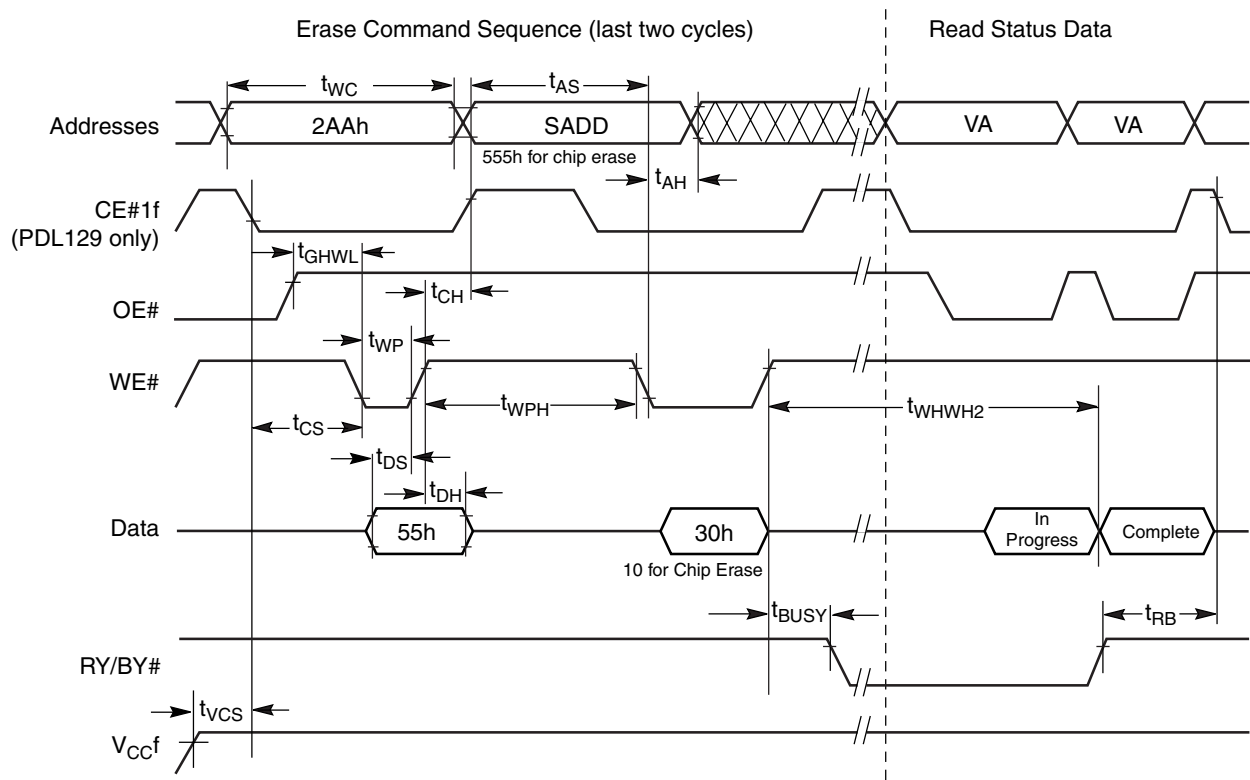 Erase Command Sequence (last two cycles)
Read Status Data
tWC
tAS
Addresses
2AAh
SADD
VA
VA
555h for chip erase
tAH
CE#1f
(PDL129 only)
tGHWL
tCH
OE#
tWP
WE#
tWPH
tWHWH2
tCS
tDS
tDH
Data
55h
30h
In
Progress
Complete
10 for Chip Erase
tBUSY
tRB
RY/BY#
tVCS
VCCf